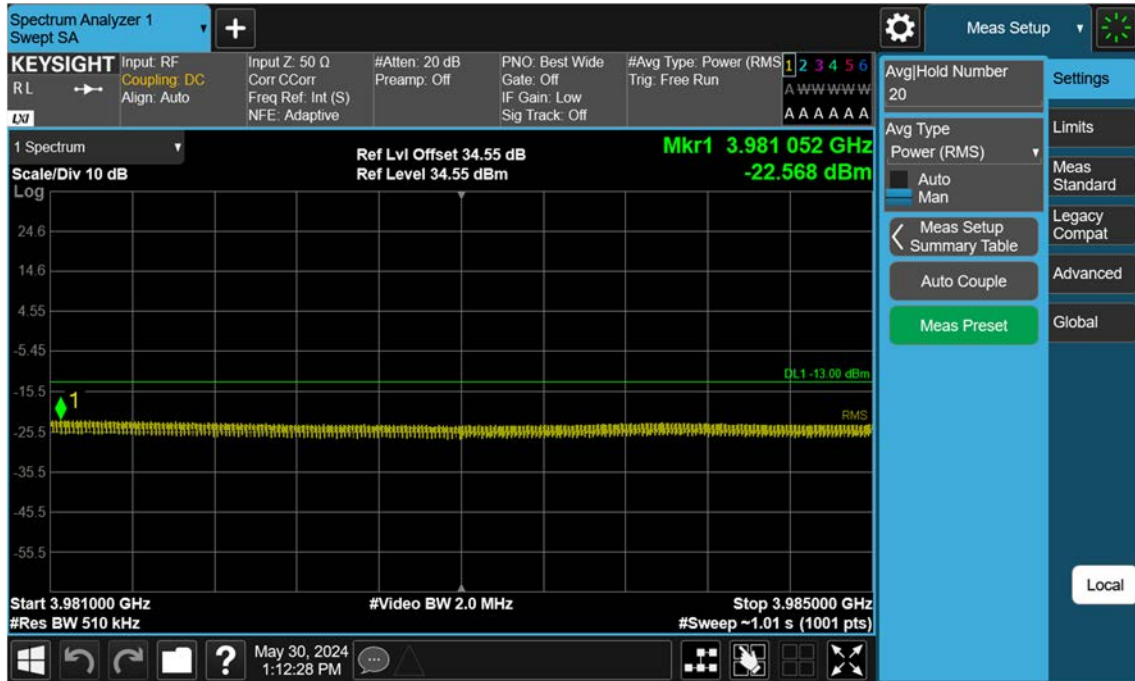 Spectrum Analyzer 1
Swept SA
Meas Setup
KEYSIGHT
R L
LXI
Input: RF
Coupling: DC
Align: Auto
Input Z: 50 Ω
Corr CCorr
Freq Ref: Int (S)
NFE: Adaptive
#Atten: 20 dB
Preamp: Off
PNO: Best Wide
Gate: Off
IF Gain: Low
Sig Track: Off
#Avg Type: Power (RMS
Trig: Free Run
1 2 3 4 5 6
A W W W W W
A A A A A A
1 Spectrum
Scale/Div 10 dB
Ref Lvl Offset 34.55 dB
Ref Level 34.55 dBm
Mkr1 3.981 052 GHz
-22.568 dBm
Log
24.6
14.6
4.55
-5.45
DL1 -13.00 dBm
-15.5
1
RMS
-25.5
-35.5
-45.5
-55.5
Start 3.981000 GHz
#Res BW 510 kHz
#Video BW 2.0 MHz
Stop 3.985000 GHz
#Sweep ~1.01 s (1001 pts)
Avg|Hold Number
20
Avg Type
Power (RMS)
Auto
Man
Meas Setup
Summary Table
Auto Couple
Meas Preset
Settings
Limits
Meas
Standard
Legacy
Compat
Advanced
Global
Local
?
May 30, 2024
1:12:28 PM